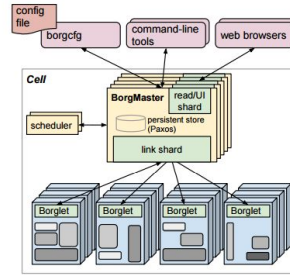 config
file
borgcfg
command-line
tools
web browsers
Cell
BorgMaster
read/UI
shard
persistent store
(Paxos)
scheduler
link shard
Borglet
Borglet
Borglet
Borglet